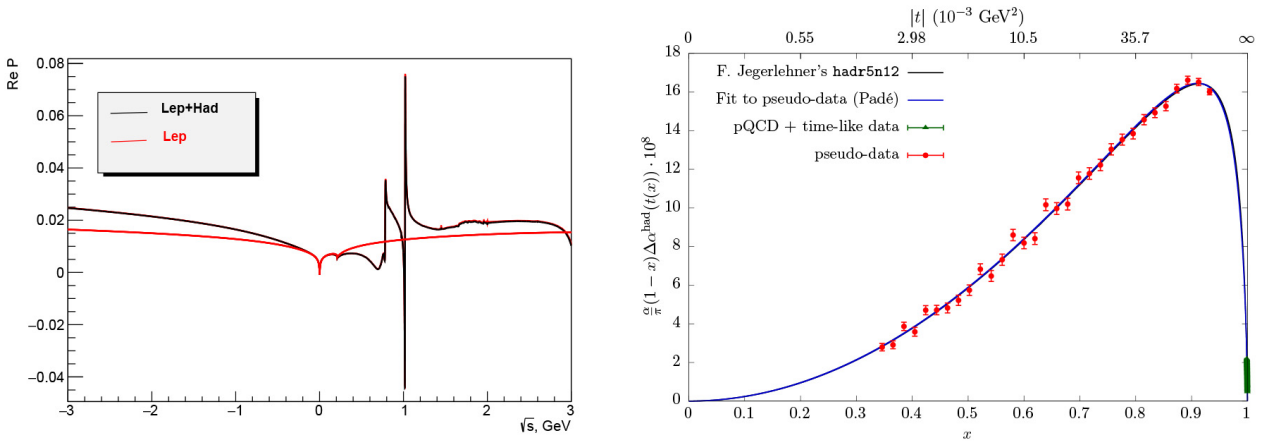 Re P
0.08
0.06
0.04
0.02
0
−0.02
−0.04
−3
−2
−1
0
1
2
3
√s, GeV
Lep+Had
Lep
|t| (10⁻³ GeV²)
0 0.55 2.98 10.5 35.7 ∞
α/π (1 − x)Δα^had(t(x)) · 10⁸
18
16
14
12
10
8
6
4
2
0
F. Jegerlehner's hadr5n12
Fit to pseudo-data (Padé)
pQCD + time-like data
pseudo-data
0 0.1 0.2 0.3 0.4 0.5 0.6 0.7 0.8 0.9 1
x